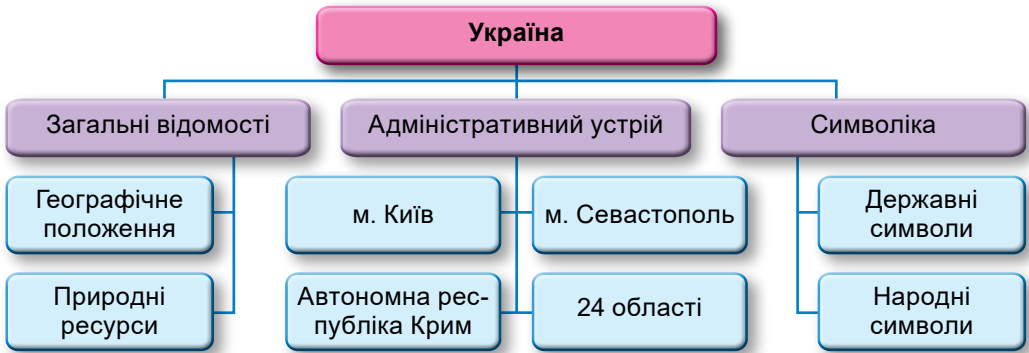 Україна
Загальні відомості
Адміністративний устрій
Символіка
Географічне
положення
м. Київ
м. Севастополь
Державні
символи
Природні
ресурси
Автономна рес-
публіка Крим
24 області
Народні
символи